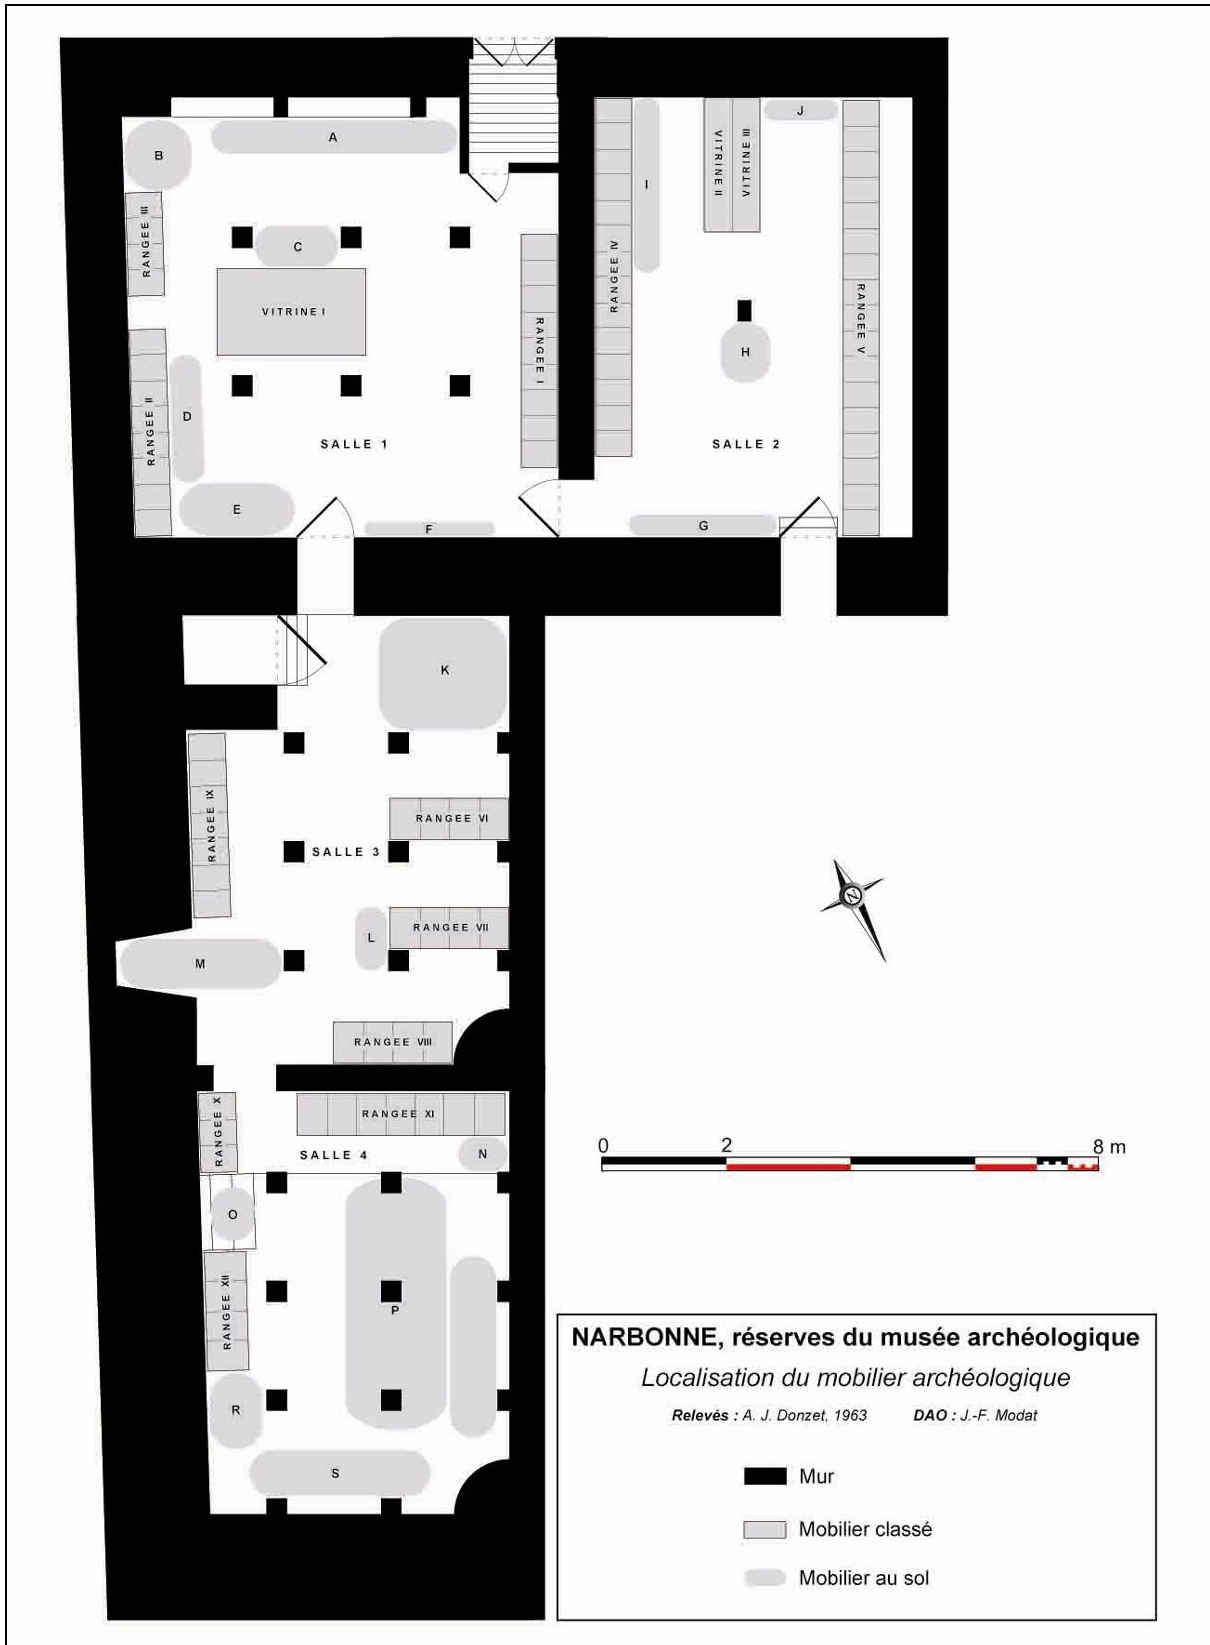 A
B
J
VITRINE II
VITRINE III
I
RANGEE III
C
RANGEE IV
VITRINE I
RANGEE V
RANGEE I
H
D
RANGEE II
SALLE 1
SALLE 2
E
F
G
K
RANGEE IX
RANGEE VI
SALLE 3
RANGEE VII
L
M
N
RANGEE VIII
RANGEE X
RANGEE XI
SALLE 4
N
0 2 8 m
O
RANGEE XII
P
R
S
NARBONNE, réserves du musée archéologique
Localisation du mobilier archéologique
Relevés : A. J. Donzet, 1963 DAO : J.-F. Modat
Mur
Mobilier classé
Mobilier au sol